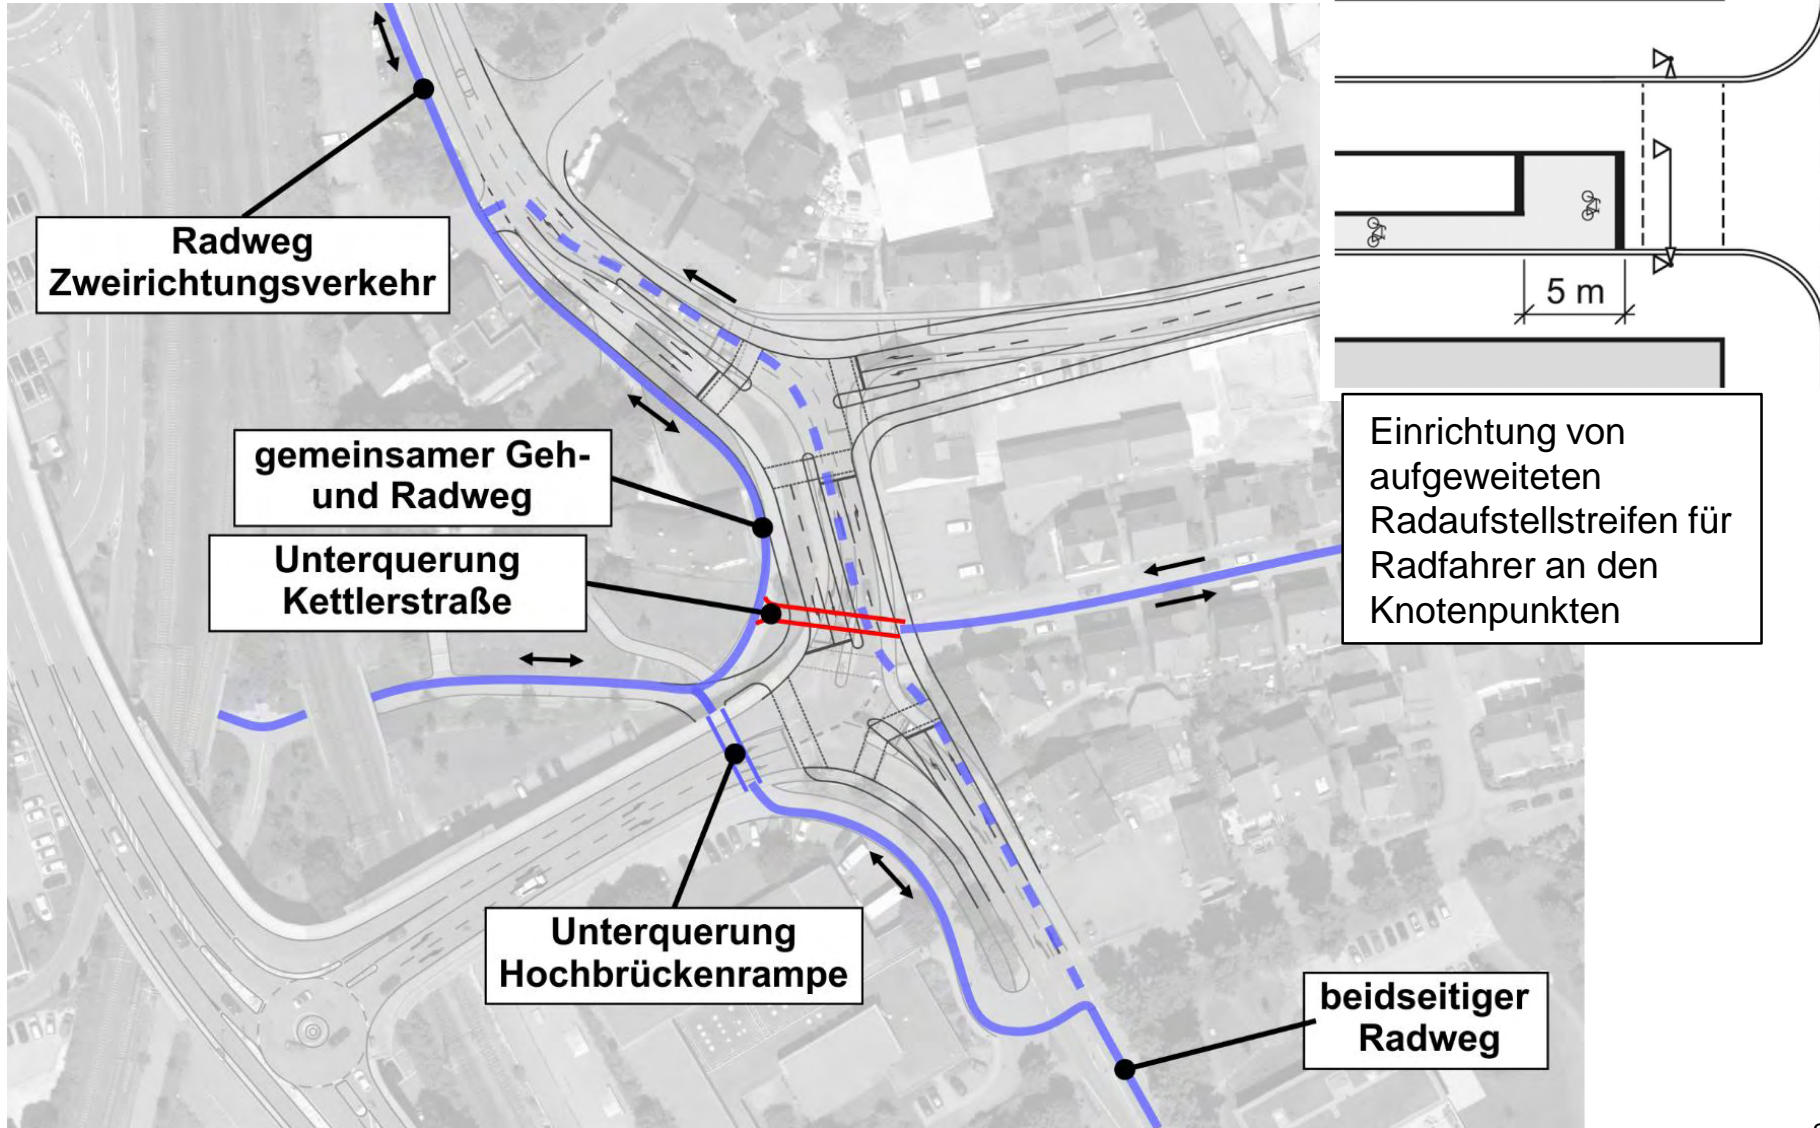 Radweg
Zweirichtungsverkehr
gemeinsamer Geh-
und Radweg
Unterquerung
Kettlerstraße
Unterquerung
Hochbrückenrampe
beidseitiger
Radweg
5 m
Einrichtung von
aufgeweiteten
Radaufstellstreifen für
Radfahrer an den
Knotenpunkten